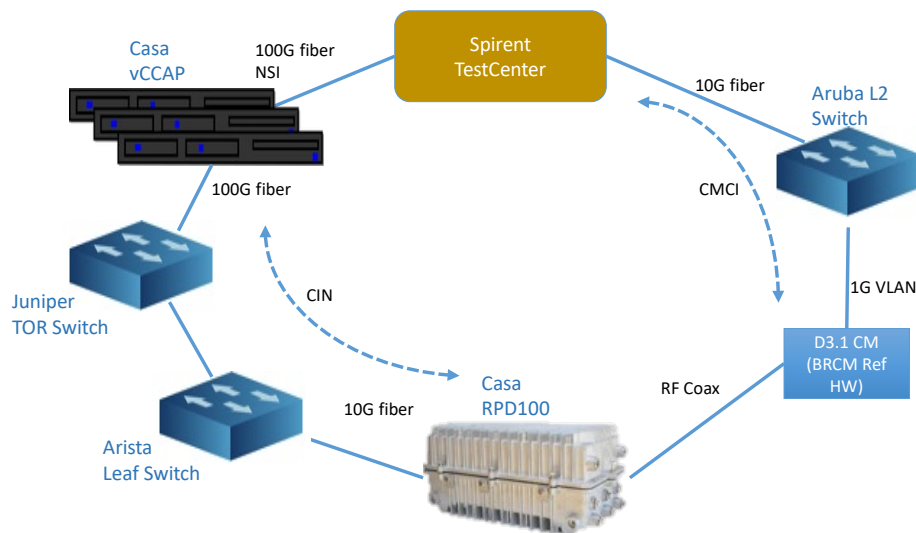 Casa
vCCAP
100G fiber
NSI
Spirent
TestCenter
10G fiber
Aruba L2
Switch
100G fiber
CMCI
Juniper
TOR Switch
CIN
1G VLAN
D3.1 CM
(BRCM Ref
HW)
Casa
RPD100
RF Coax
10G fiber
Arista
Leaf Switch